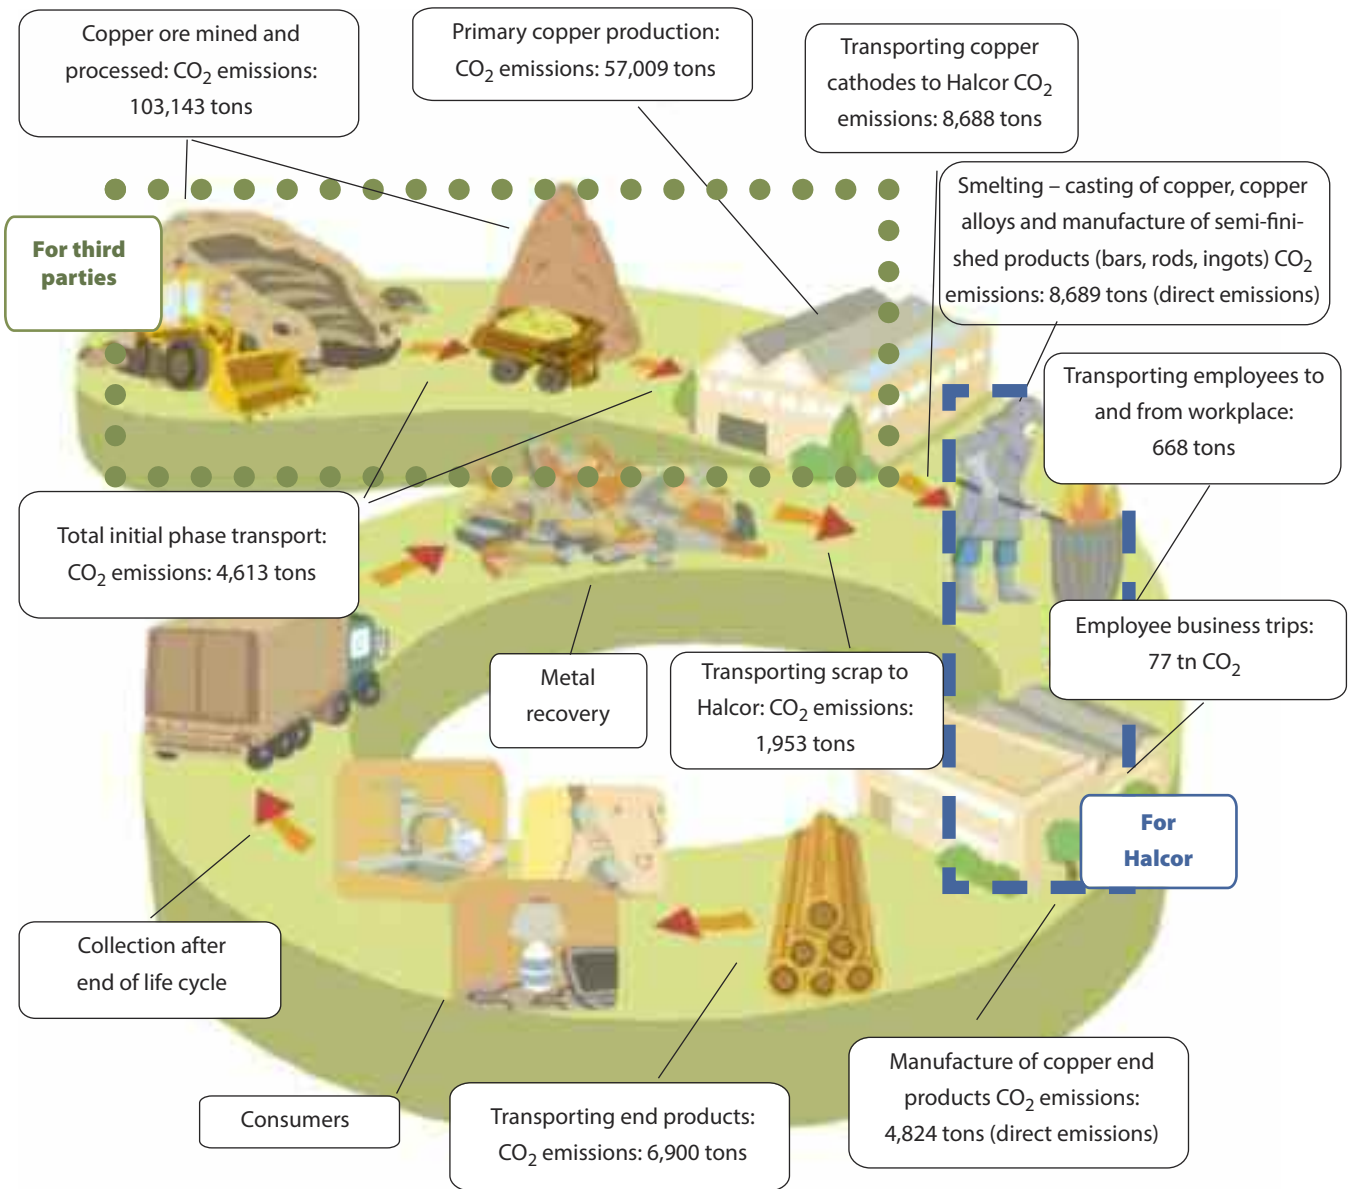 Copper ore mined and
processed: CO₂ emissions:
103,143 tons
Primary copper production:
CO₂ emissions: 57,009 tons
Transporting copper
cathodes to Halcor CO₂
emissions: 8,688 tons
Smelting – casting of copper, copper
alloys and manufacture of semi-fini-
shed products (bars, rods, ingots) CO₂
emissions: 8,689 tons (direct emissions)
For third
parties
Transporting employees to
and from workplace:
668 tons
Total initial phase transport:
CO₂ emissions: 4,613 tons
Employee business trips:
77 tn CO₂
Metal
recovery
Transporting scrap to
Halcor: CO₂ emissions:
1,953 tons
For
Halcor
Collection after
end of life cycle
Consumers
Transporting end products:
CO₂ emissions: 6,900 tons
Manufacture of copper end
products CO₂ emissions:
4,824 tons (direct emissions)